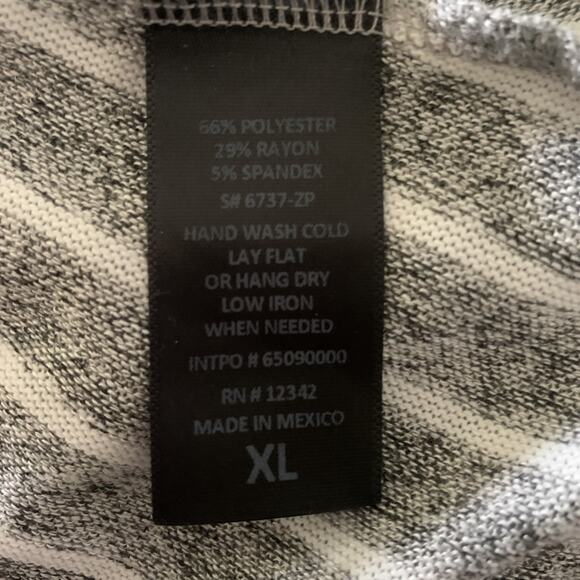 66% POLYESTER
29% RAYON
5% SPANDEX
S# 6737-ZP
HAND WASH COLD
LAY FLAT
OR HANG DRY
LOW IRON
WHEN NEEDED
INTPO # 65090000
RN # 12342
MADE IN MEXICO
XL